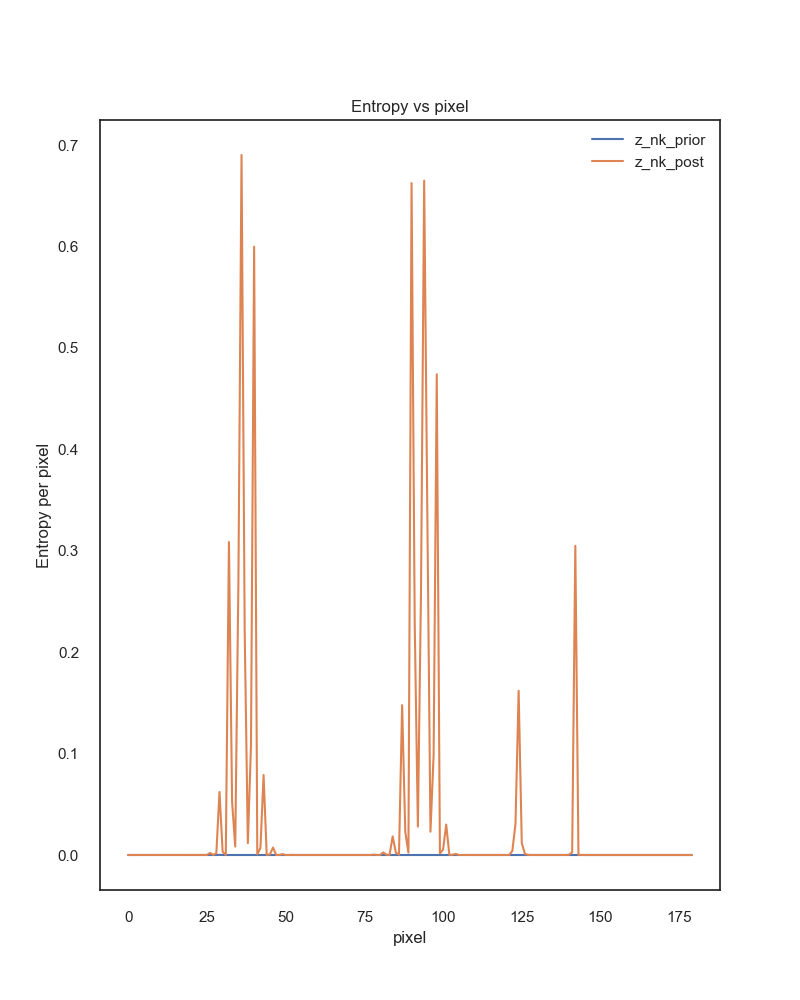 Entropy vs pixel
z_nk_prior
z_nk_post
0.7
0.6
0.5
0.4
0.3
0.2
0.1
0.0
Entropy per pixel
0 25 50 75 100 125 150 175
pixel